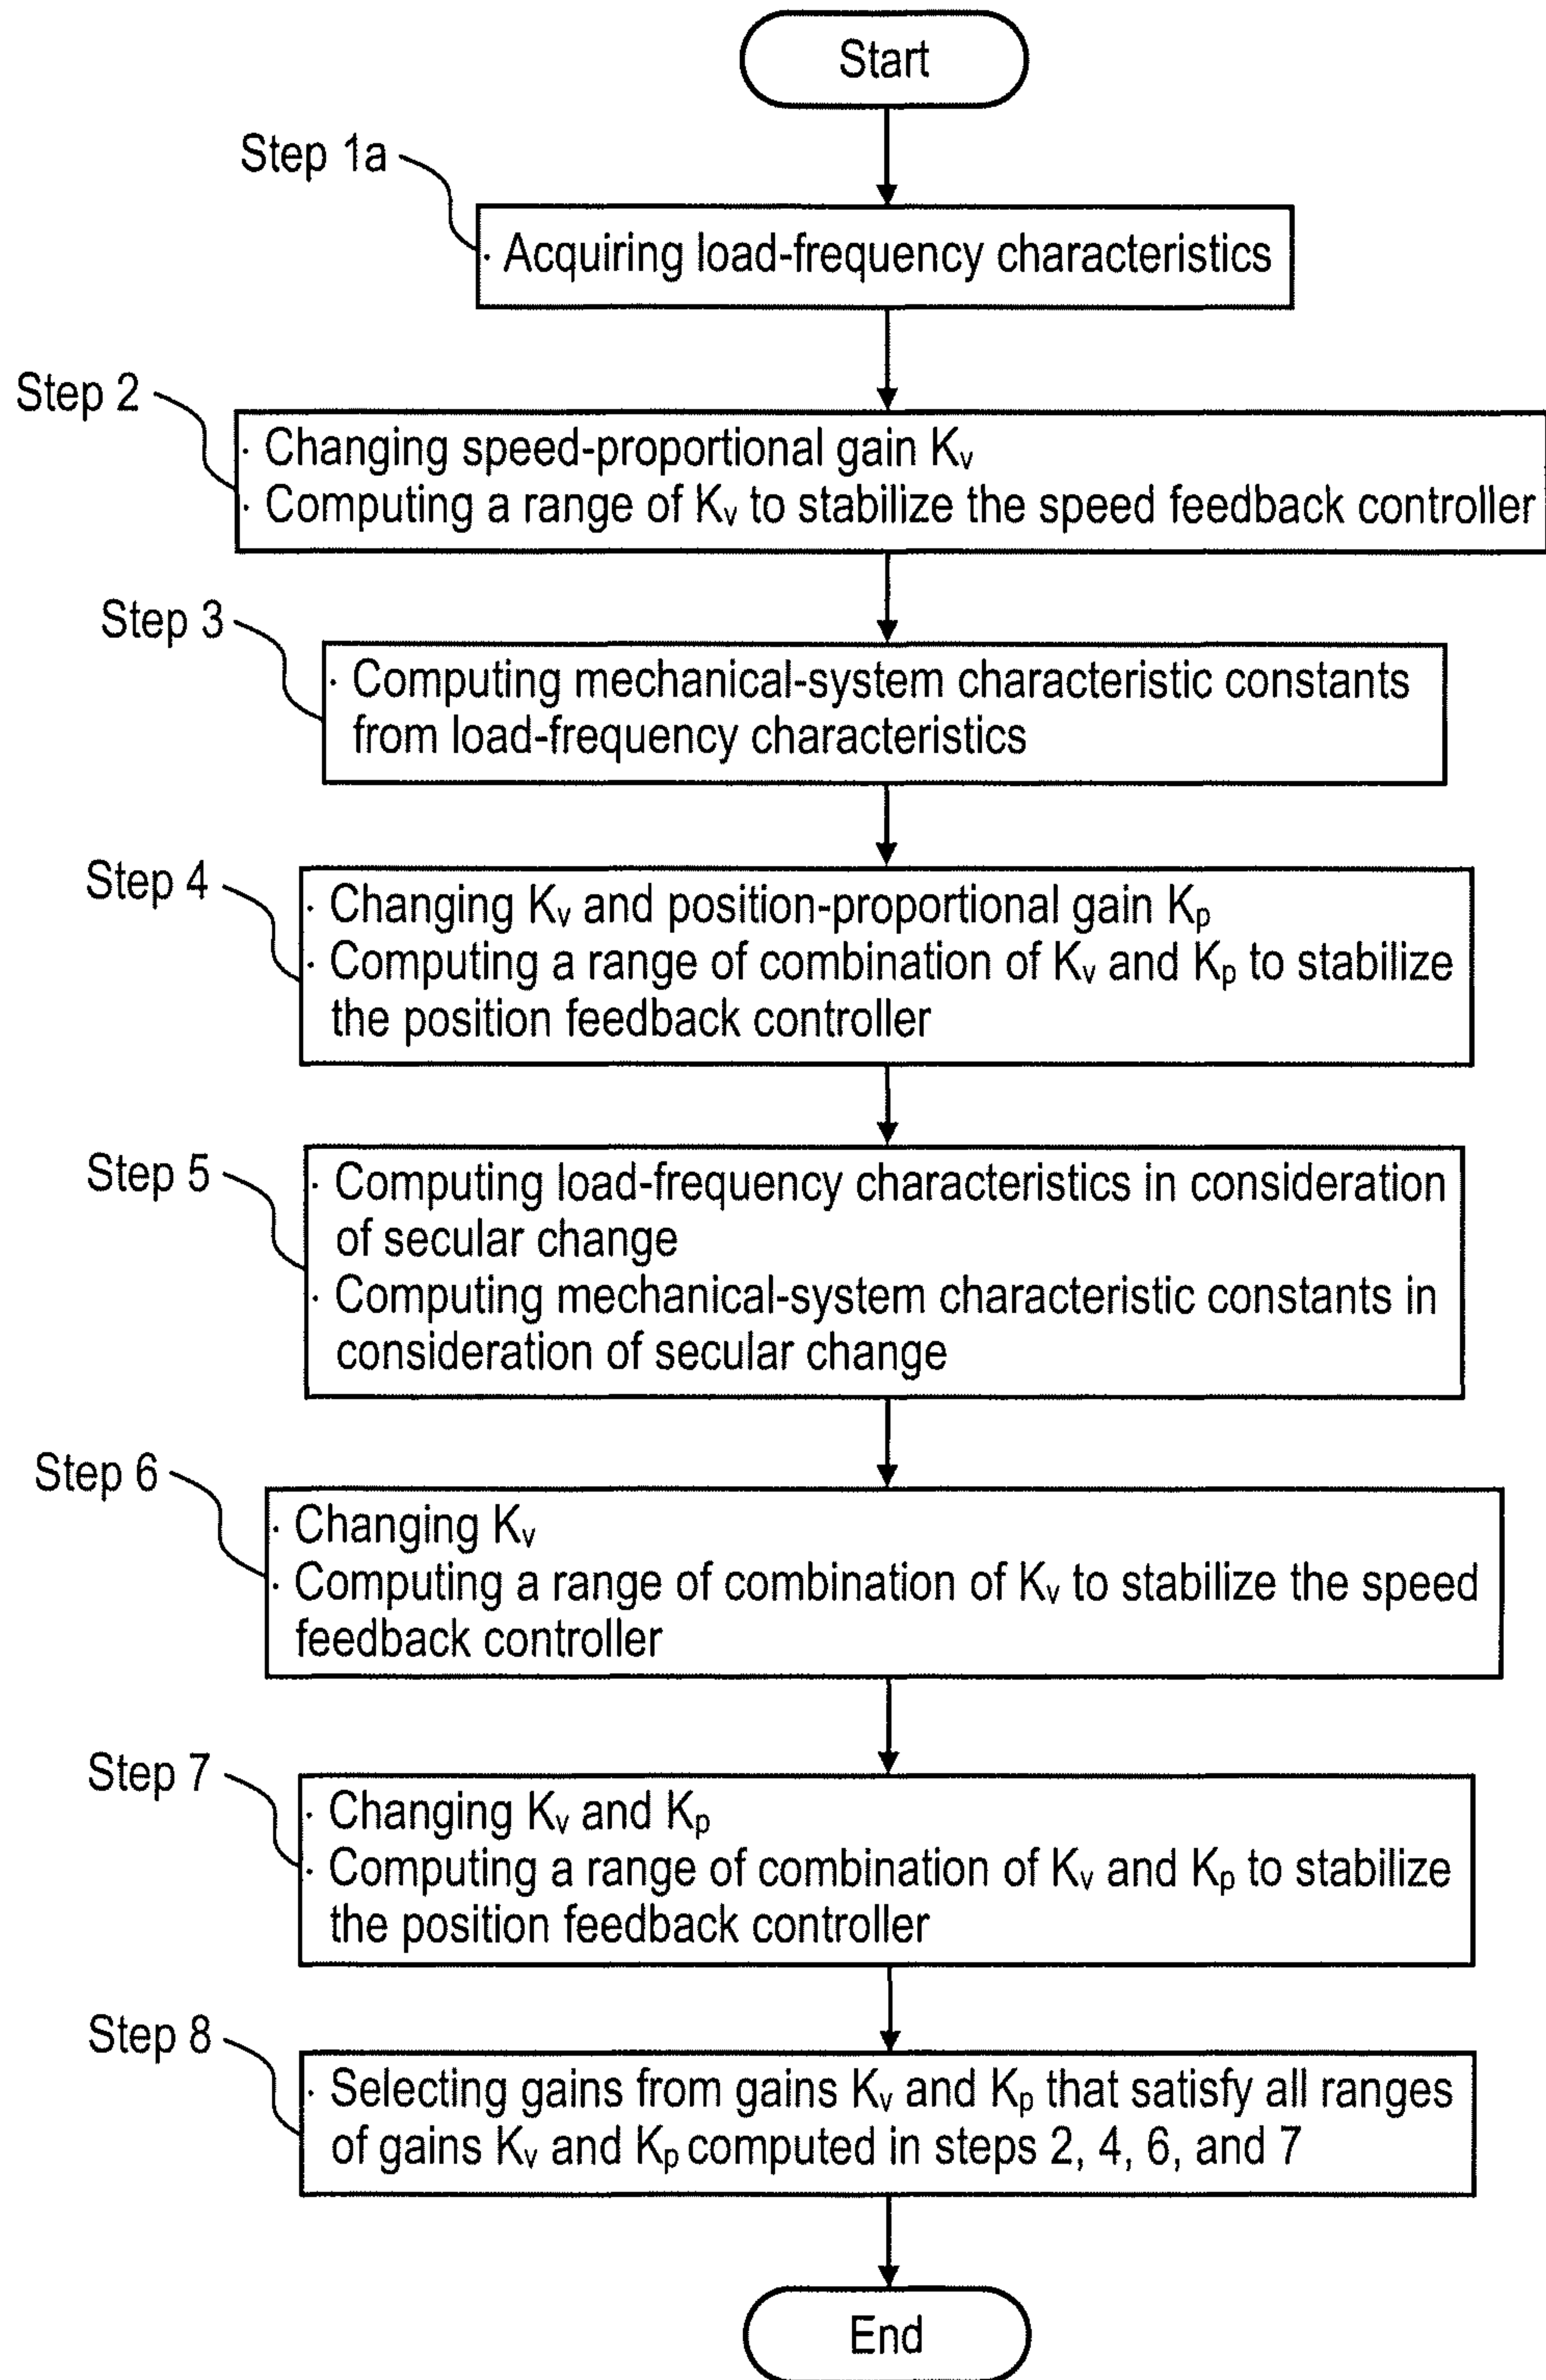 Start
Step 1a
· Acquiring load-frequency characteristics
Step 2
· Changing speed-proportional gain Kv
· Computing a range of Kv to stabilize the speed feedback controller
Step 3
· Computing mechanical-system characteristic constants
from load-frequency characteristics
Step 4
· Changing Kv and position-proportional gain Kp
· Computing a range of combination of Kv and Kp to stabilize
the position feedback controller
Step 5
· Computing load-frequency characteristics in consideration
of secular change
· Computing mechanical-system characteristic constants in
consideration of secular change
Step 6
· Changing Kv
· Computing a range of combination of Kv to stabilize the speed
feedback controller
Step 7
· Changing Kv and Kp
· Computing a range of combination of Kv and Kp to stabilize
the position feedback controller
Step 8
· Selecting gains from gains Kv and Kp that satisfy all ranges
of gains Kv and Kp computed in steps 2, 4, 6, and 7
End